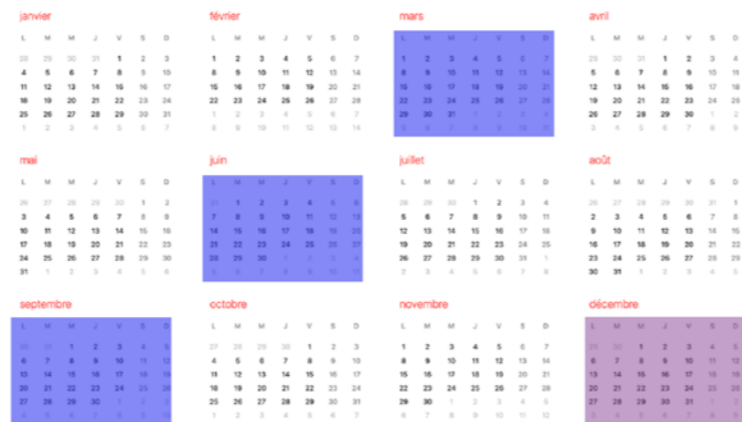 janvier
L M M J V S D
28 29 30 31 1 2 3
4 5 6 7 8 9 10
11 12 13 14 15 16 17
18 19 20 21 22 23 24
25 26 27 28 29 30 31
1 2 3 4 5 6 7
février
L M M J V S D
1 2 3 4 5 6 7
8 9 10 11 12 13 14
15 16 17 18 19 20 21
22 23 24 25 26 27 28
1 2 3 4 5 6 7
8 9 10 11 12 13 14
mars
L M M J V S D
1 2 3 4 5 6 7
8 9 10 11 12 13 14
15 16 17 18 19 20 21
22 23 24 25 26 27 28
29 30 31 1 2 3 4
5 6 7 8 9 10 11
avril
L M M J V S D
29 30 31 1 2 3 4
5 6 7 8 9 10 11
12 13 14 15 16 17 18
19 20 21 22 23 24 25
26 27 28 29 30 1 2
3 4 5 6 7 8 9
mai
L M M J V S D
26 27 28 29 30 1 2
3 4 5 6 7 8 9
10 11 12 13 14 15 16
17 18 19 20 21 22 23
24 25 26 27 28 29 30
31 1 2 3 4 5 6
juin
L M M J V S D
31 1 2 3 4 5 6
7 8 9 10 11 12 13
14 15 16 17 18 19 20
21 22 23 24 25 26 27
28 29 30 1 2 3 4
5 6 7 8 9 10 11
juillet
L M M J V S D
28 29 30 1 2 3 4
5 6 7 8 9 10 11
12 13 14 15 16 17 18
19 20 21 22 23 24 25
26 27 28 29 30 31 1
2 3 4 5 6 7 8
août
L M M J V S D
26 27 28 29 30 31 1
2 3 4 5 6 7 8
9 10 11 12 13 14 15
16 17 18 19 20 21 22
23 24 25 26 27 28 29
30 31 1 2 3 4 5
septembre
L M M J V S D
30 31 1 2 3 4 5
6 7 8 9 10 11 12
13 14 15 16 17 18 19
20 21 22 23 24 25 26
27 28 29 30 1 2 3
4 5 6 7 8 9 10
octobre
L M M J V S D
27 28 29 30 1 2 3
4 5 6 7 8 9 10
11 12 13 14 15 16 17
18 19 20 21 22 23 24
25 26 27 28 29 30 31
1 2 3 4 5 6 7
novembre
L M M J V S D
1 2 3 4 5 6 7
8 9 10 11 12 13 14
15 16 17 18 19 20 21
22 23 24 25 26 27 28
29 30 1 2 3 4 5
6 7 8 9 10 11 12
décembre
L M M J V S D
29 30 1 2 3 4 5
6 7 8 9 10 11 12
13 14 15 16 17 18 19
20 21 22 23 24 25 26
27 28 29 30 31 1 2
3 4 5 6 7 8 9